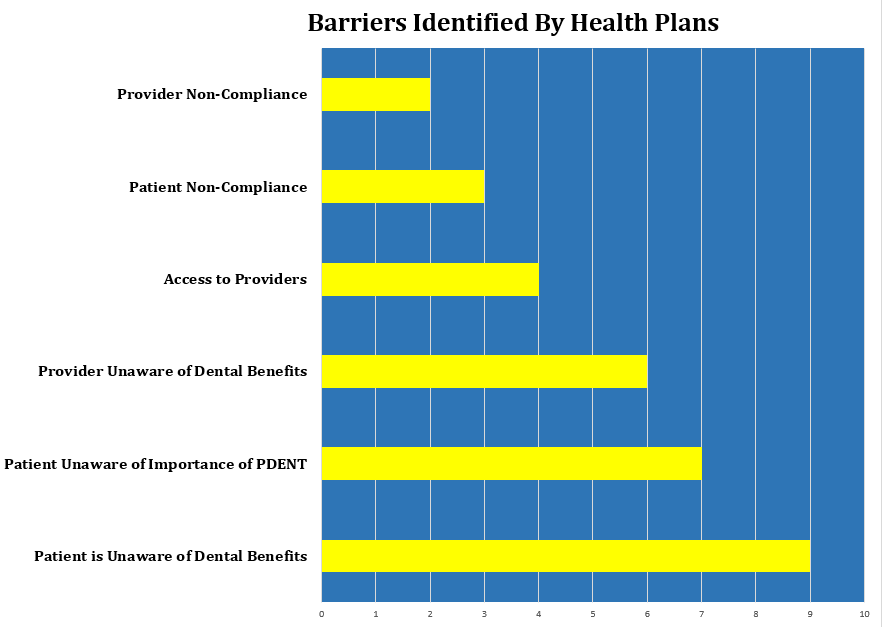 Barriers Identified By Health Plans
Provider Non-Compliance
Patient Non-Compliance
Access to Providers
Provider Unaware of Dental Benefits
Patient Unaware of Importance of PDENT
Patient is Unaware of Dental Benefits
0 1 2 3 4 5 6 7 8 9 10